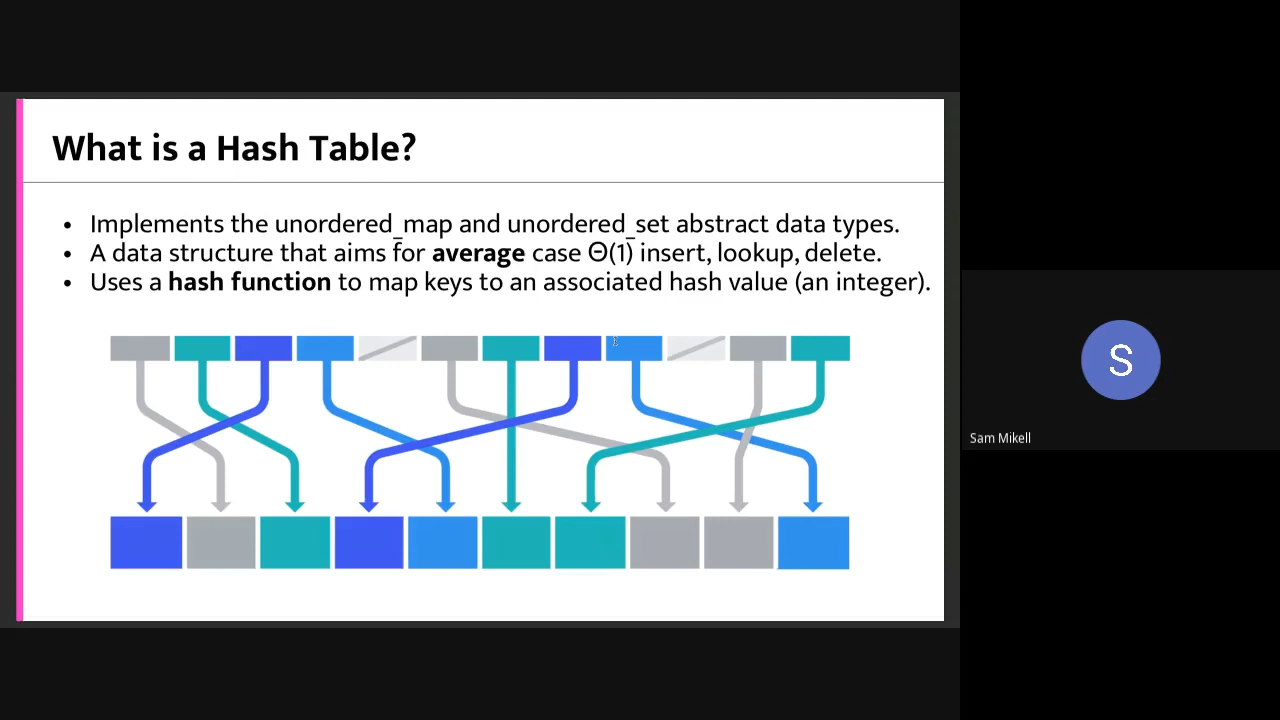 What is a Hash Table?
• Implements the unordered_map and unordered_set abstract data types.
• A data structure that aims for average case Θ(1) insert, lookup, delete.
• Uses a hash function to map keys to an associated hash value (an integer).
S
Sam Mikell